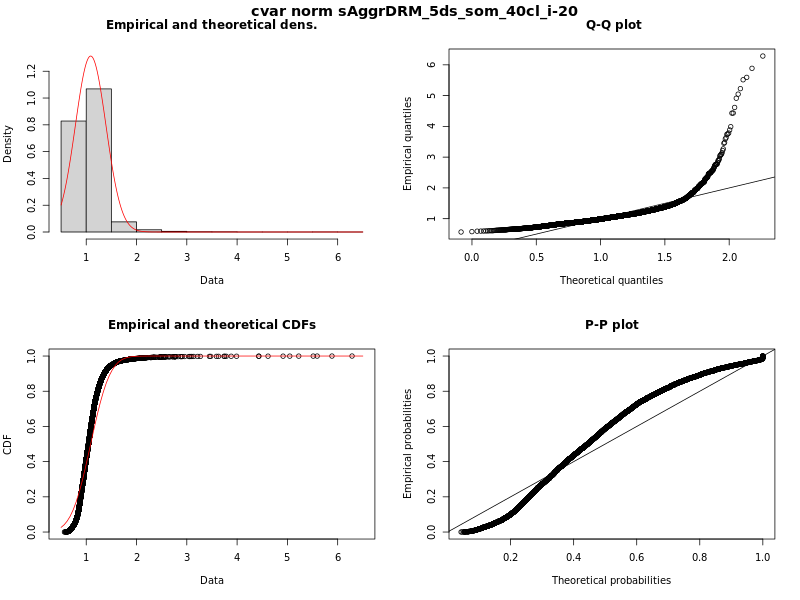 cvar norm sAggrDRM_5ds_som_40cl_i-20
Empirical and theoretical dens.
Density
0.0 0.2 0.4 0.6 0.8 1.0 1.2
1 2 3 4 5 6
Data
Q-Q plot
Empirical quantiles
1 2 3 4 5 6
0.0 0.5 1.0 1.5 2.0
Theoretical quantiles
Empirical and theoretical CDFs
CDF
0.0 0.2 0.4 0.6 0.8 1.0
1 2 3 4 5 6
Data
P-P plot
Empirical probabilities
0.0 0.2 0.4 0.6 0.8 1.0
0.2 0.4 0.6 0.8 1.0
Theoretical probabilities